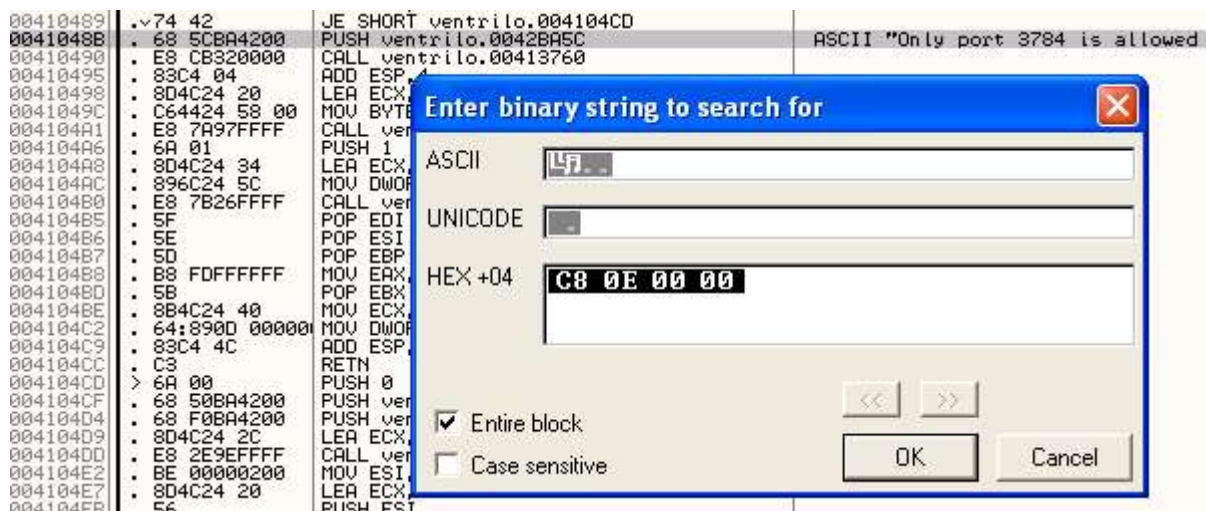 00410489 .v74 42 JE SHORT ventrilo.004104CD
0041048B . 68 5CBA4200 PUSH ventrilo.0042BA5C ASCII "Only port 3784 is allowed
00410490 . E8 CB320000 CALL ventrilo.00413760
00410495 . 83C4 04 ADD ESP,4
00410498 . 8D4C24 20 LEA ECX,
0041049C . C64424 58 00 MOV BYTE
004104A1 . E8 7A97FFFF CALL ven
004104A6 . 6A 01 PUSH 1
004104A8 . 8D4C24 34 LEA ECX,
004104AC . 896C24 5C MOV DWOR
004104B0 . E8 7B26FFFF CALL ven
004104B5 . 5F POP EDI
004104B6 . 5E POP ESI
004104B7 . 5D POP EBP
004104B8 . B8 FDFFFFFF MOV EAX,
004104BD . 5B POP EBX
004104BE . 8B4C24 40 MOV ECX,
004104C2 . 64:890D 00000 MOV DWOR
004104C9 . 83C4 4C ADD ESP,
004104CC . C3 RETN
004104CD > 6A 00 PUSH 0
004104CF . 68 50BA4200 PUSH ven
004104D4 . 68 F0BA4200 PUSH ven
004104D9 . 8D4C24 2C LEA ECX,
004104DD . E8 2E9EFFFF CALL ven
004104E2 . BE 00000200 MOV ESI,
004104E7 . 8D4C24 20 LEA ECX,
004104EB . 56 PUSH ESI
Enter binary string to search for
ASCII
UNICODE
HEX +04 C8 0E 00 00
<< >>
Entire block
Case sensitive
OK Cancel